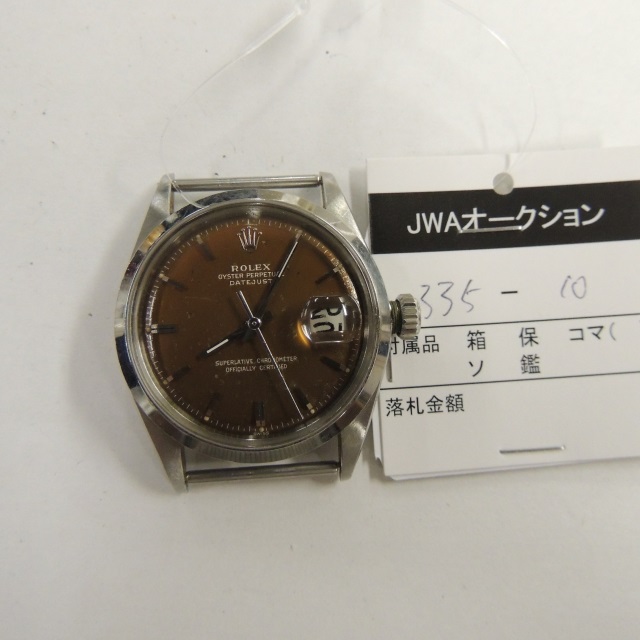 ROLEX
OYSTER PERPETUAL
DATEJUST
SUPERLATIVE CHRONOMETER
OFFICIALLY CERTIFIED
JWAオークション
335 - 10
付属品 箱 保 コマ(
ソ 鑑
落札金額